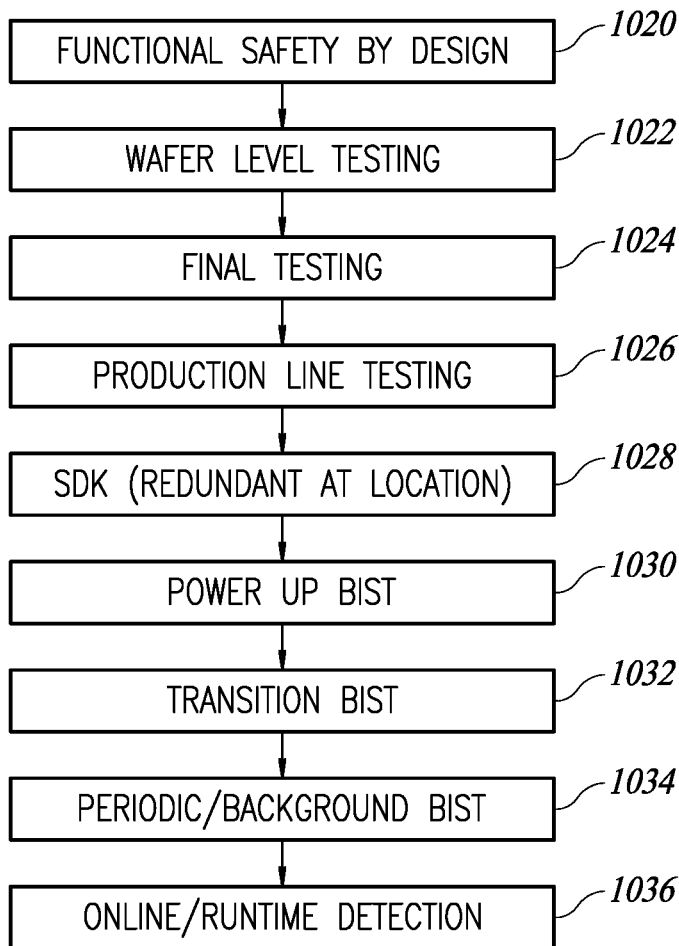 FUNCTIONAL SAFETY BY DESIGN
1020
WAFER LEVEL TESTING
1022
FINAL TESTING
1024
PRODUCTION LINE TESTING
1026
SDK (REDUNDANT AT LOCATION)
1028
POWER UP BIST
1030
TRANSITION BIST
1032
PERIODIC/BACKGROUND BIST
1034
ONLINE/RUNTIME DETECTION
1036